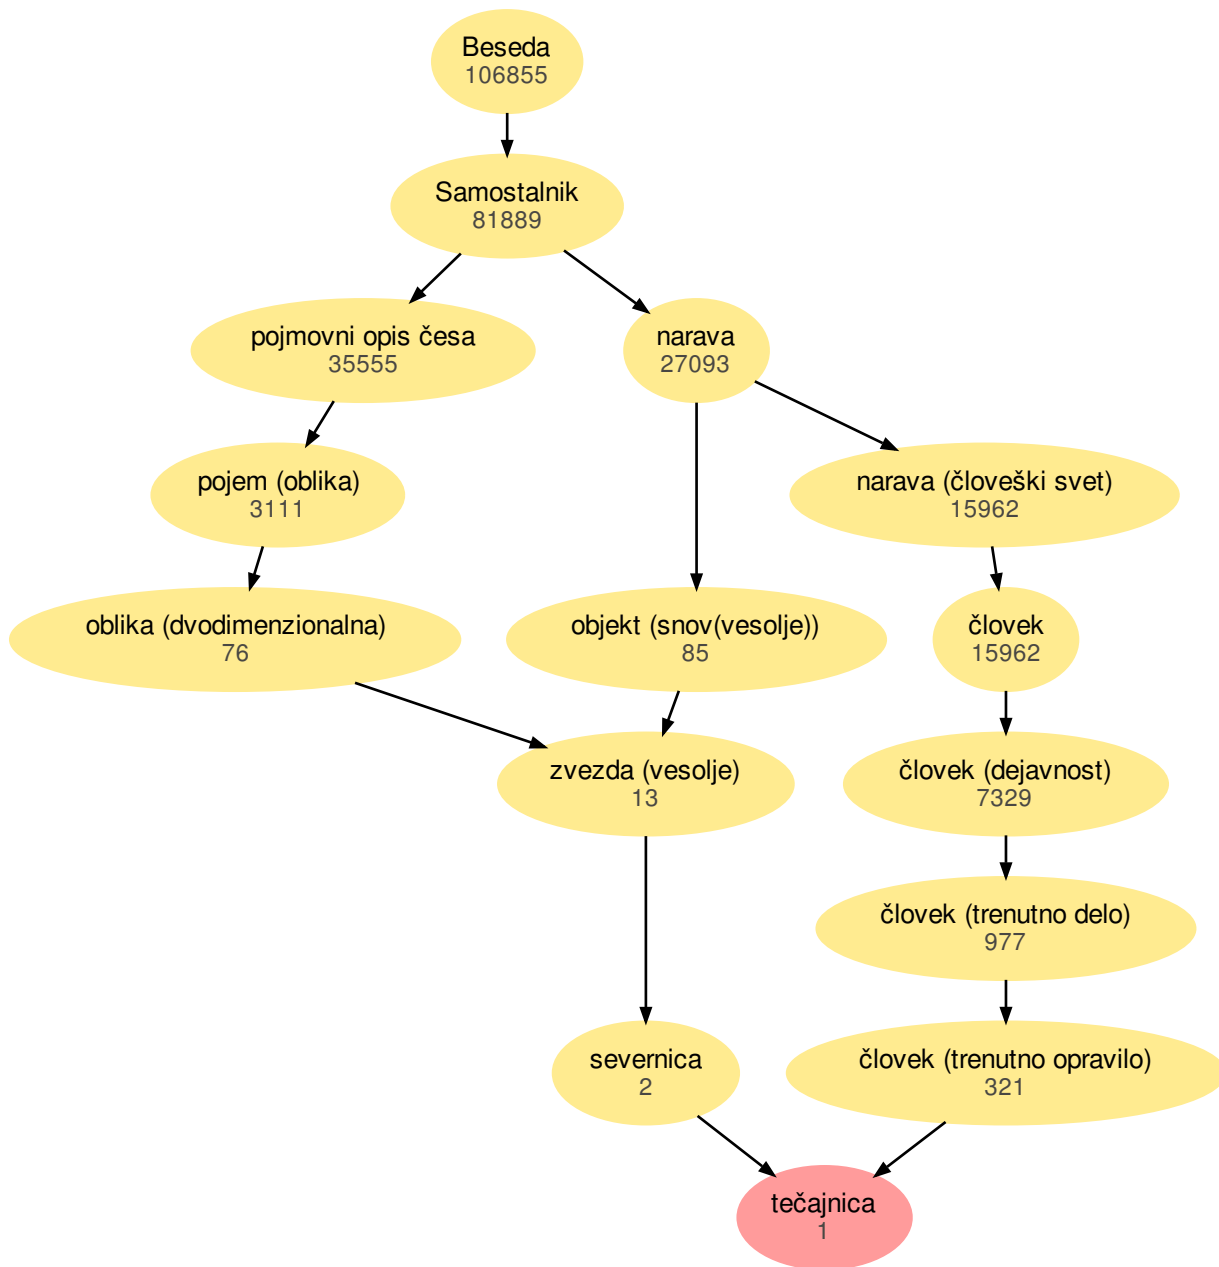 Beseda
106855
Samostalnik
81889
pojmovni opis česa
35555
narava
27093
pojem (oblika)
3111
narava (človeški svet)
15962
oblika (dvodimenzionalna)
76
objekt (snov(vesolje))
85
človek
15962
zvezda (vesolje)
13
človek (dejavnost)
7329
človek (trenutno delo)
977
severnica
2
človek (trenutno opravilo)
321
tečajnica
1